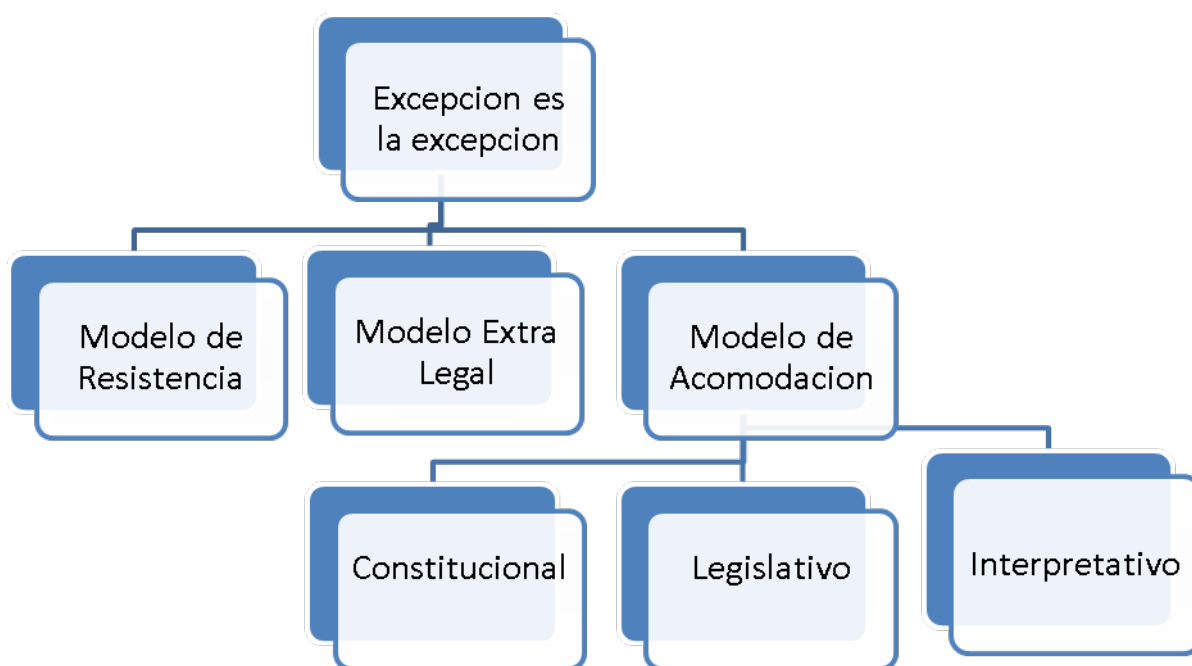 Excepcion es
la excepcion
Modelo de
Resistencia
Modelo Extra
Legal
Modelo de
Acomodacion
Constitucional
Legislativo
Interpretativo